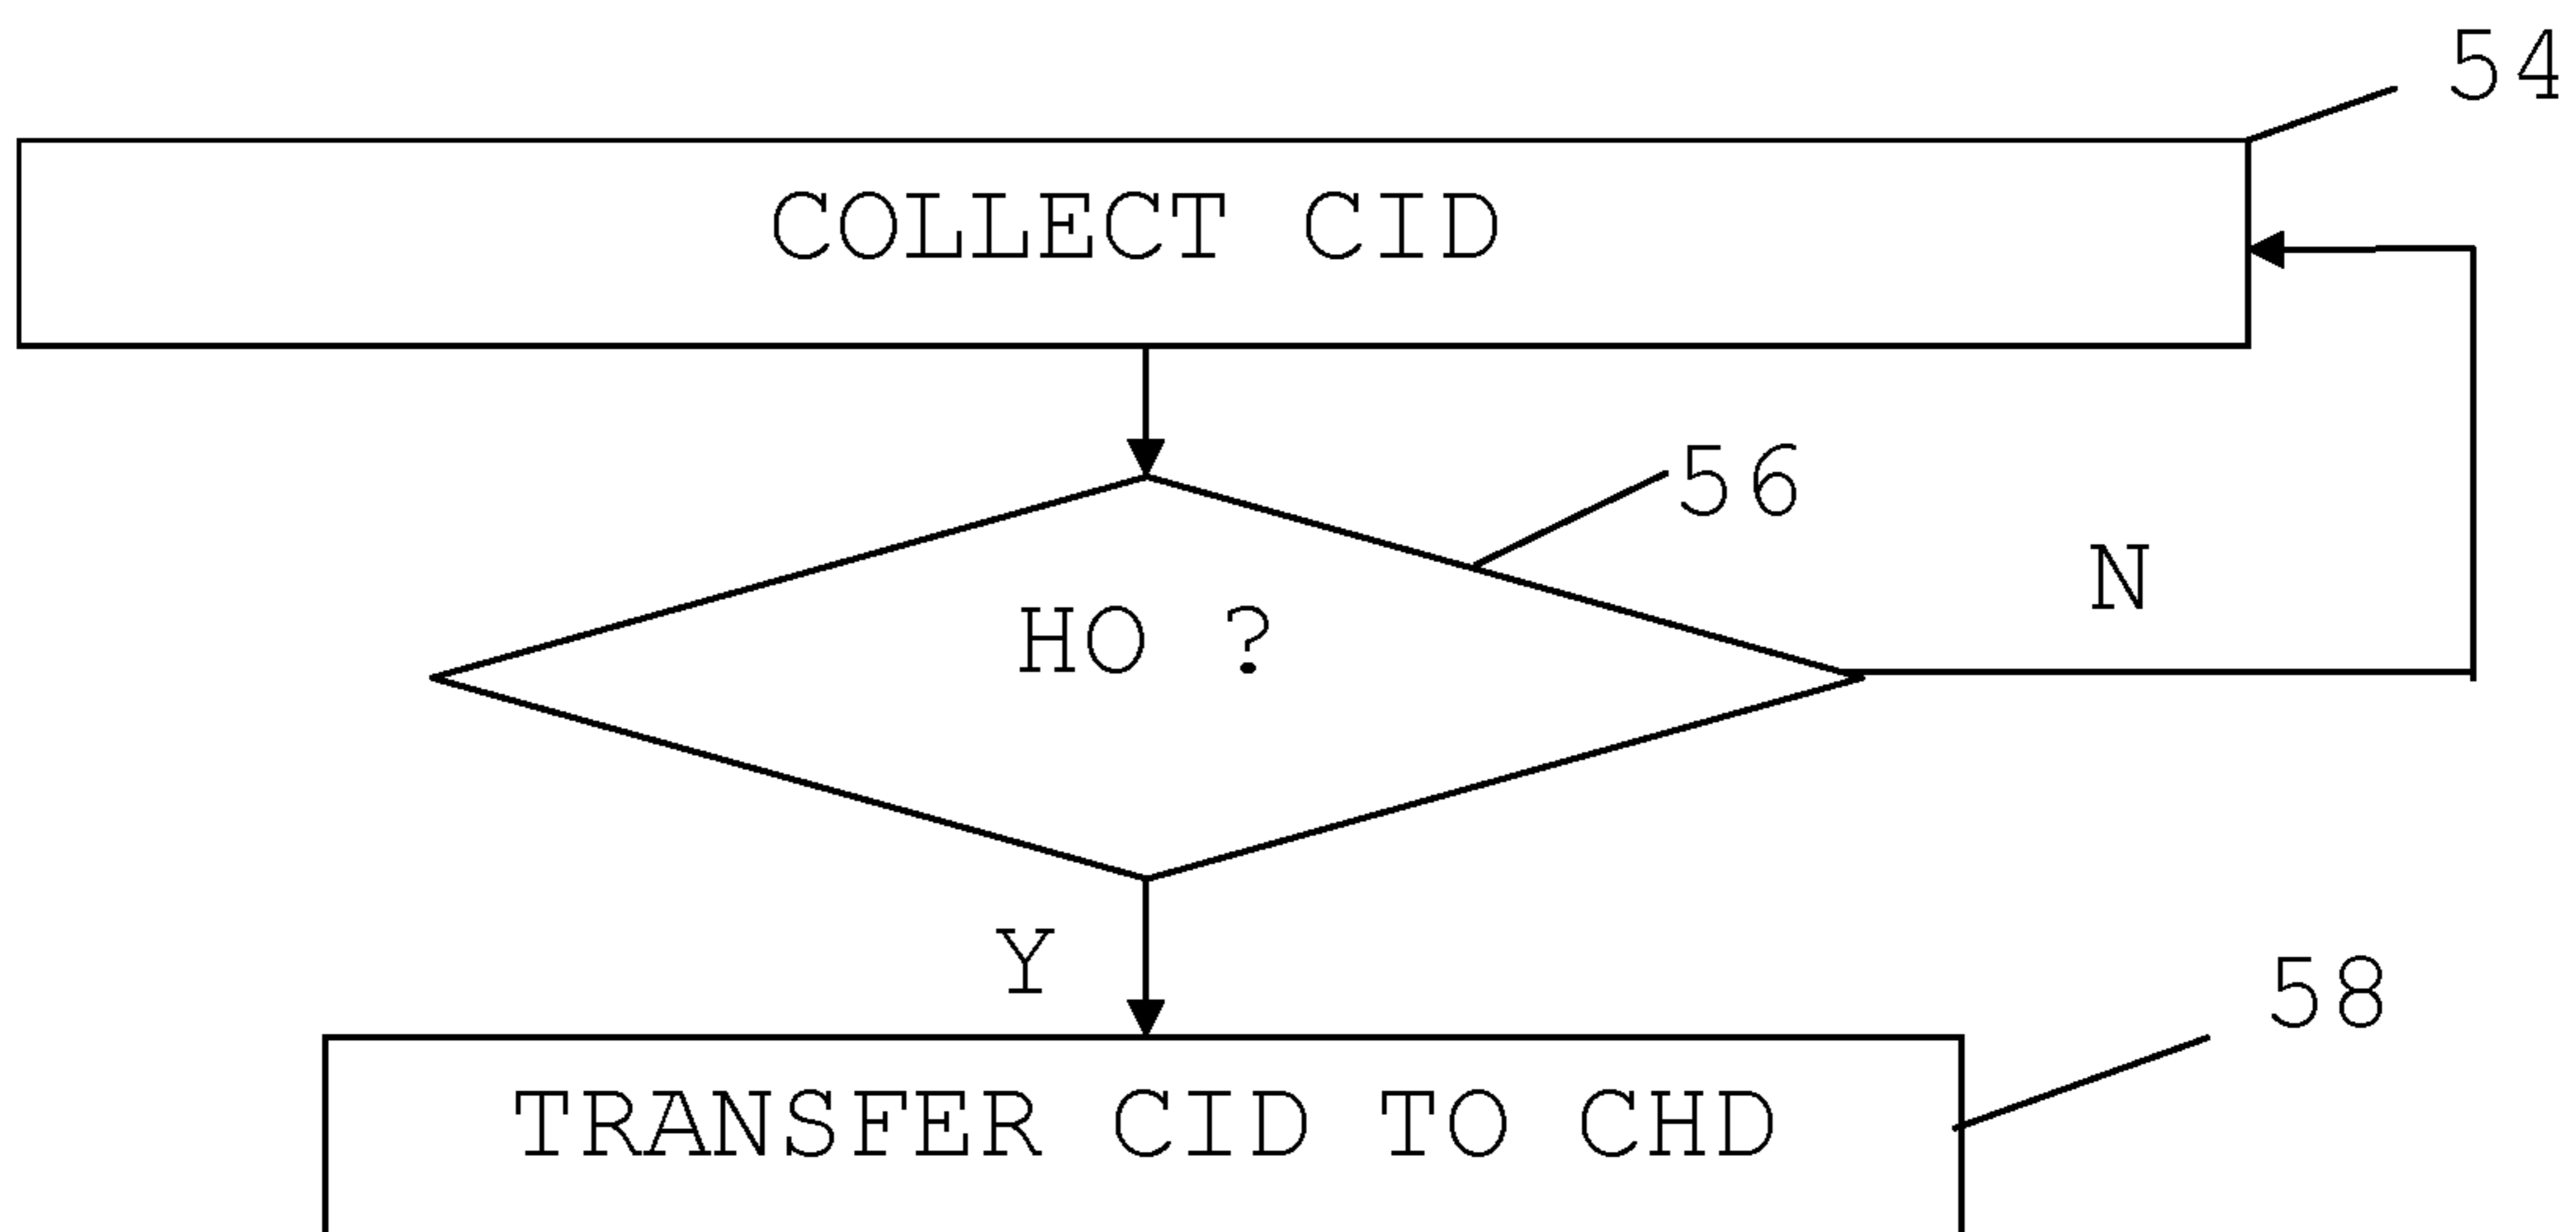 54
COLLECT CID
56
N
HO ?
Y
58
TRANSFER CID TO CHD